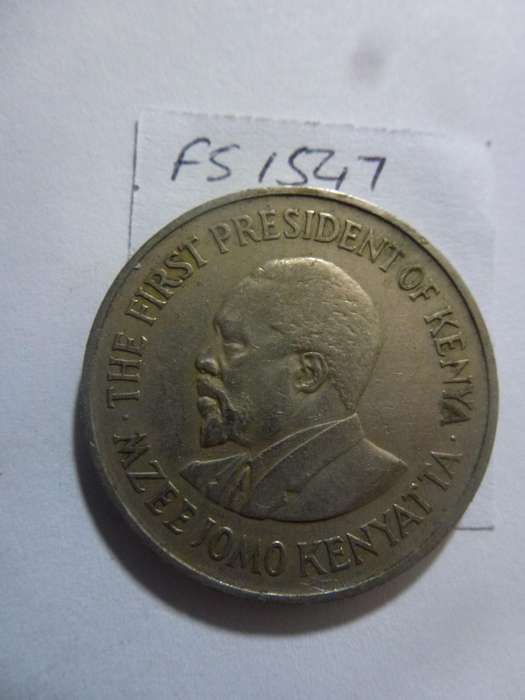 FS 1547
· THE FIRST PRESIDENT OF KENYA ·
MZEE JOMO KENYATTA